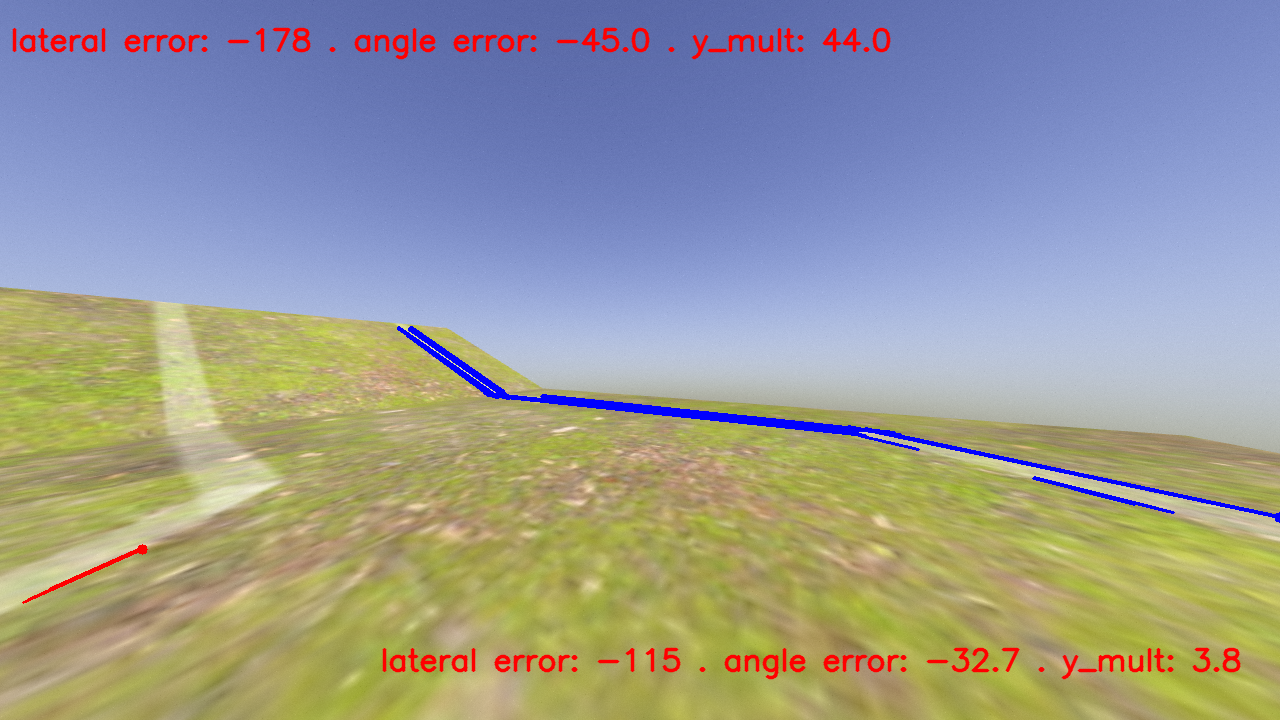 lateral error: -178 . angle error: -45.0 . y_mult: 44.0
lateral error: -115 . angle error: -32.7 . y_mult: 3.8